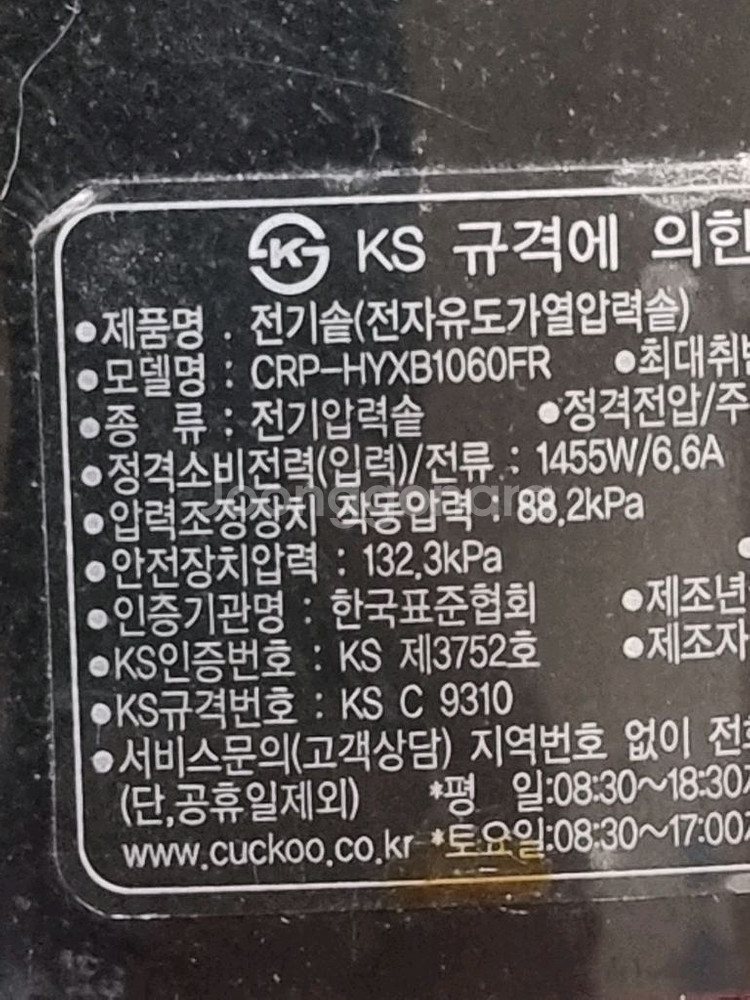 KS 규격에 의한
●제품명 : 전기솥(전자유도가열압력솥)
●모델명 : CRP-HYXB1060FR ●최대취
●종 류 : 전기압력솥 ●정격전압/주
●정격소비전력(입력)/전류 : 1455W/6.6A
●압력조정장치 작동압력 : 88.2kPa
●안전장치압력 : 132.3kPa
●인증기관명 : 한국표준협회 ●제조년
●KS인증번호 : KS 제3752호 ●제조자
●KS규격번호 : KS C 9310
●서비스문의(고객상담) 지역번호 없이 전
(단,공휴일제외) *평 일:08:30~18:30
www.cuckoo.co.kr *토요일:08:30~17:00
Joonggonara